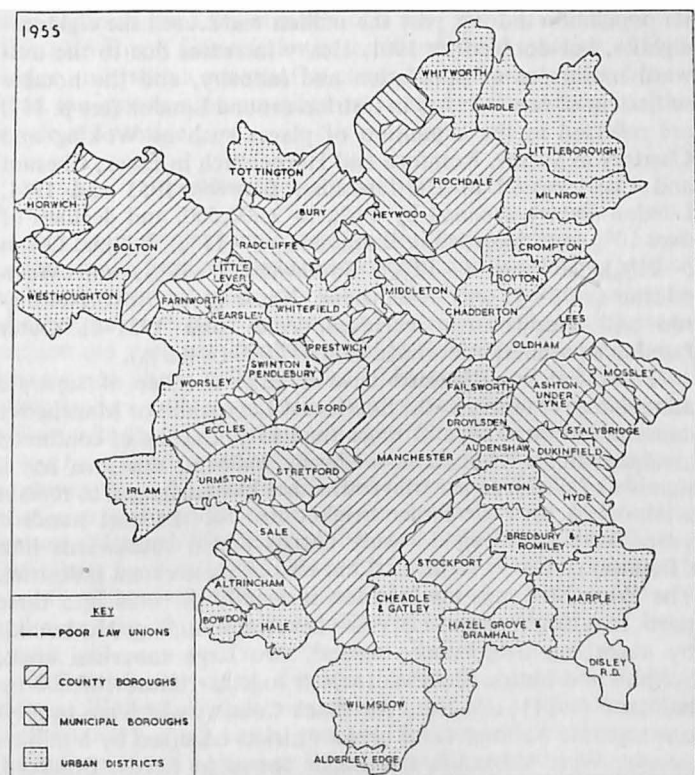 1955
WHITWORTH
WARDLE
LITTLEBOROUGH
TOTTINGTON
ROCHDALE
MILNROW
HORWICH
BURY
HEYWOOD
BOLTON
RADCLIFFE
CROMPTON
LITTLE
LEVER
ROYTON
WESTHOUGHTON
FARNWORTH
KEARSLEY
WHITEFIELD
MIDDLETON
CHADDERTON
LEES
OLDHAM
PRESTWICH
SWINTON &
PENDLEBURY
MOSSLEY
WORSLEY
FAILSWORTH
ASHTON
UNDER
LYNE
SALFORD
DROYLSDEN
STALYBRIDGE
ECCLES
AUDENSHAW
DUKINFIELD
MANCHESTER
STRETFORD
IRLAM
URMSTON
DENTON
HYDE
SALE
BREDBURY &
ROMILEY
STOCKPORT
ALTRINCHAM
CHEADLE
& GATLEY
MARPLE
BOWDON
HALE
HAZEL GROVE &
BRAMHALL
DISLEY
R.D.
WILMSLOW
ALDERLEY EDGE
KEY
POOR LAW UNIONS
COUNTY BOROUGHS
MUNICIPAL BOROUGHS
URBAN DISTRICTS